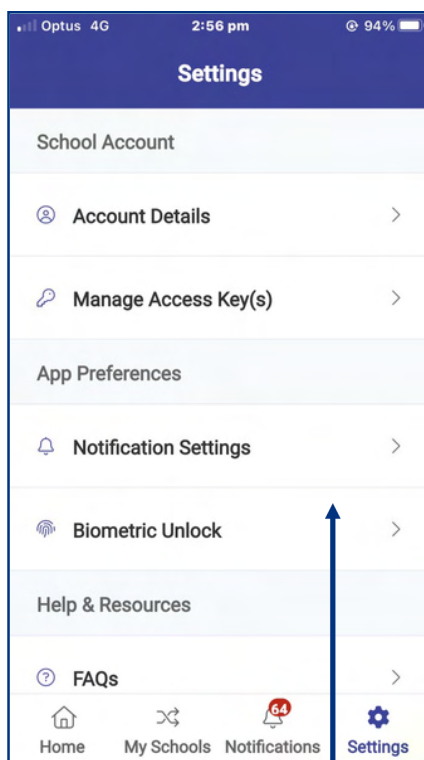 Optus 4G 2:56 pm 94%
Settings
School Account
Account Details
Manage Access Key(s)
App Preferences
Notification Settings
Biometric Unlock
Help & Resources
FAQs
64
Home My Schools Notifications Settings